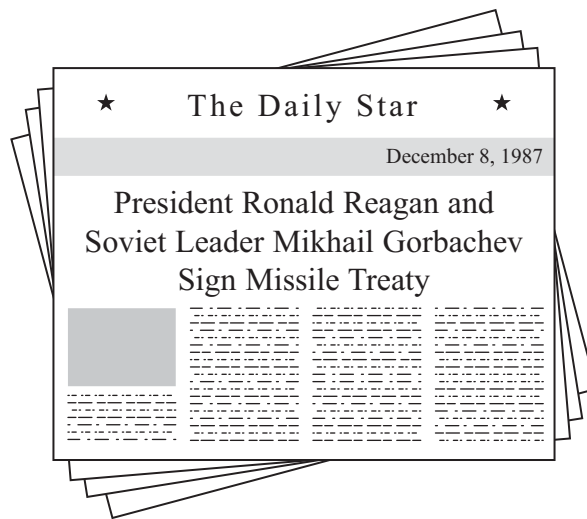 The Daily Star
December 8, 1987
President Ronald Reagan and
Soviet Leader Mikhail Gorbachev
Sign Missile Treaty